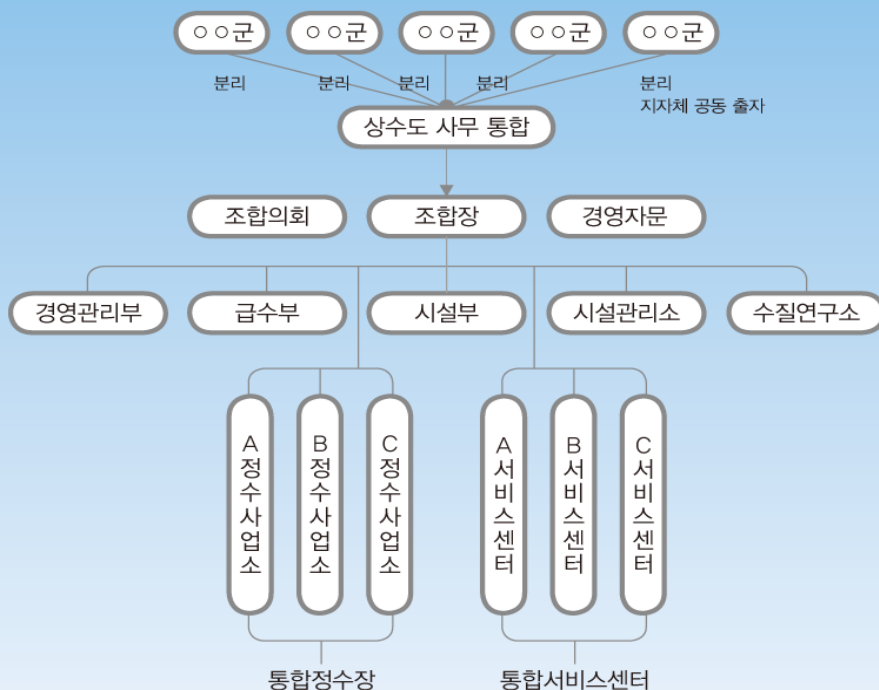 ○○군 ○○군 ○○군 ○○군 ○○군
분리 분리 분리 분리 분리
지자체 공동 출자
상수도 사무 통합
조합의회 조합장 경영자문
경영관리부 급수부 시설부 시설관리소 수질연구소
A정수사업소
B정수사업소
C정수사업소
A서비스센터
B서비스센터
C서비스센터
통합정수장 통합서비스센터